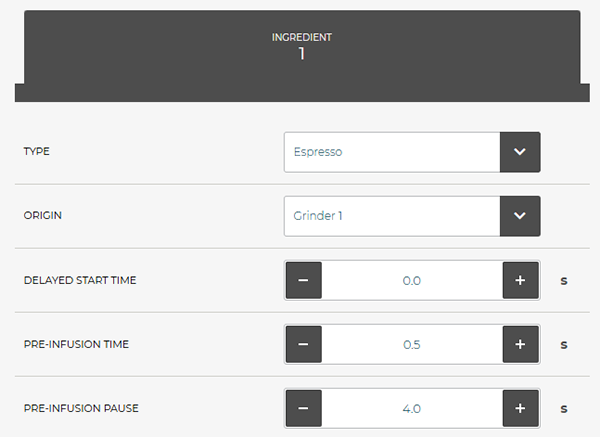 INGREDIENT
1
TYPE Espresso
ORIGIN Grinder 1
DELAYED START TIME − 0.0 + s
PRE-INFUSION TIME − 0.5 + s
PRE-INFUSION PAUSE − 4.0 + s